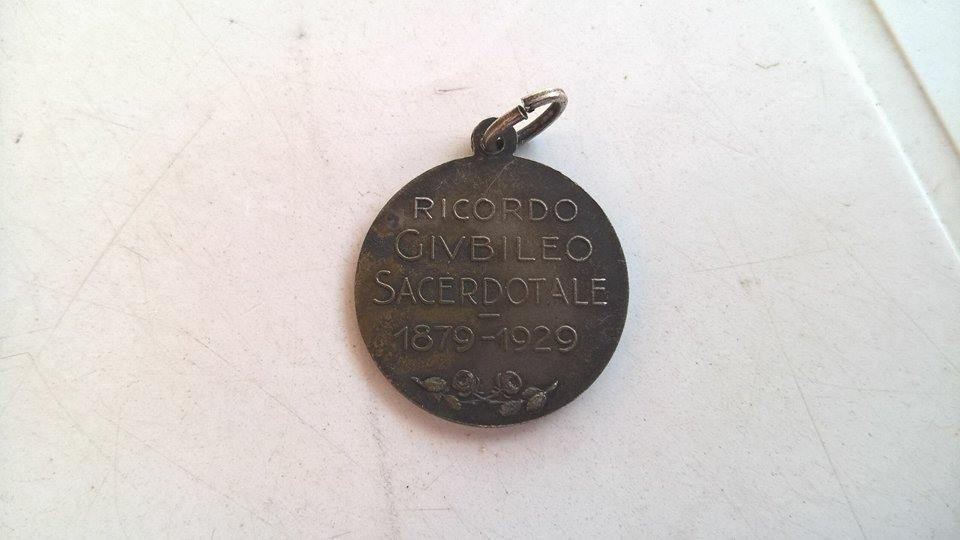 RICORDO
GIVBILEO
SACERDOTALE
1879-1929